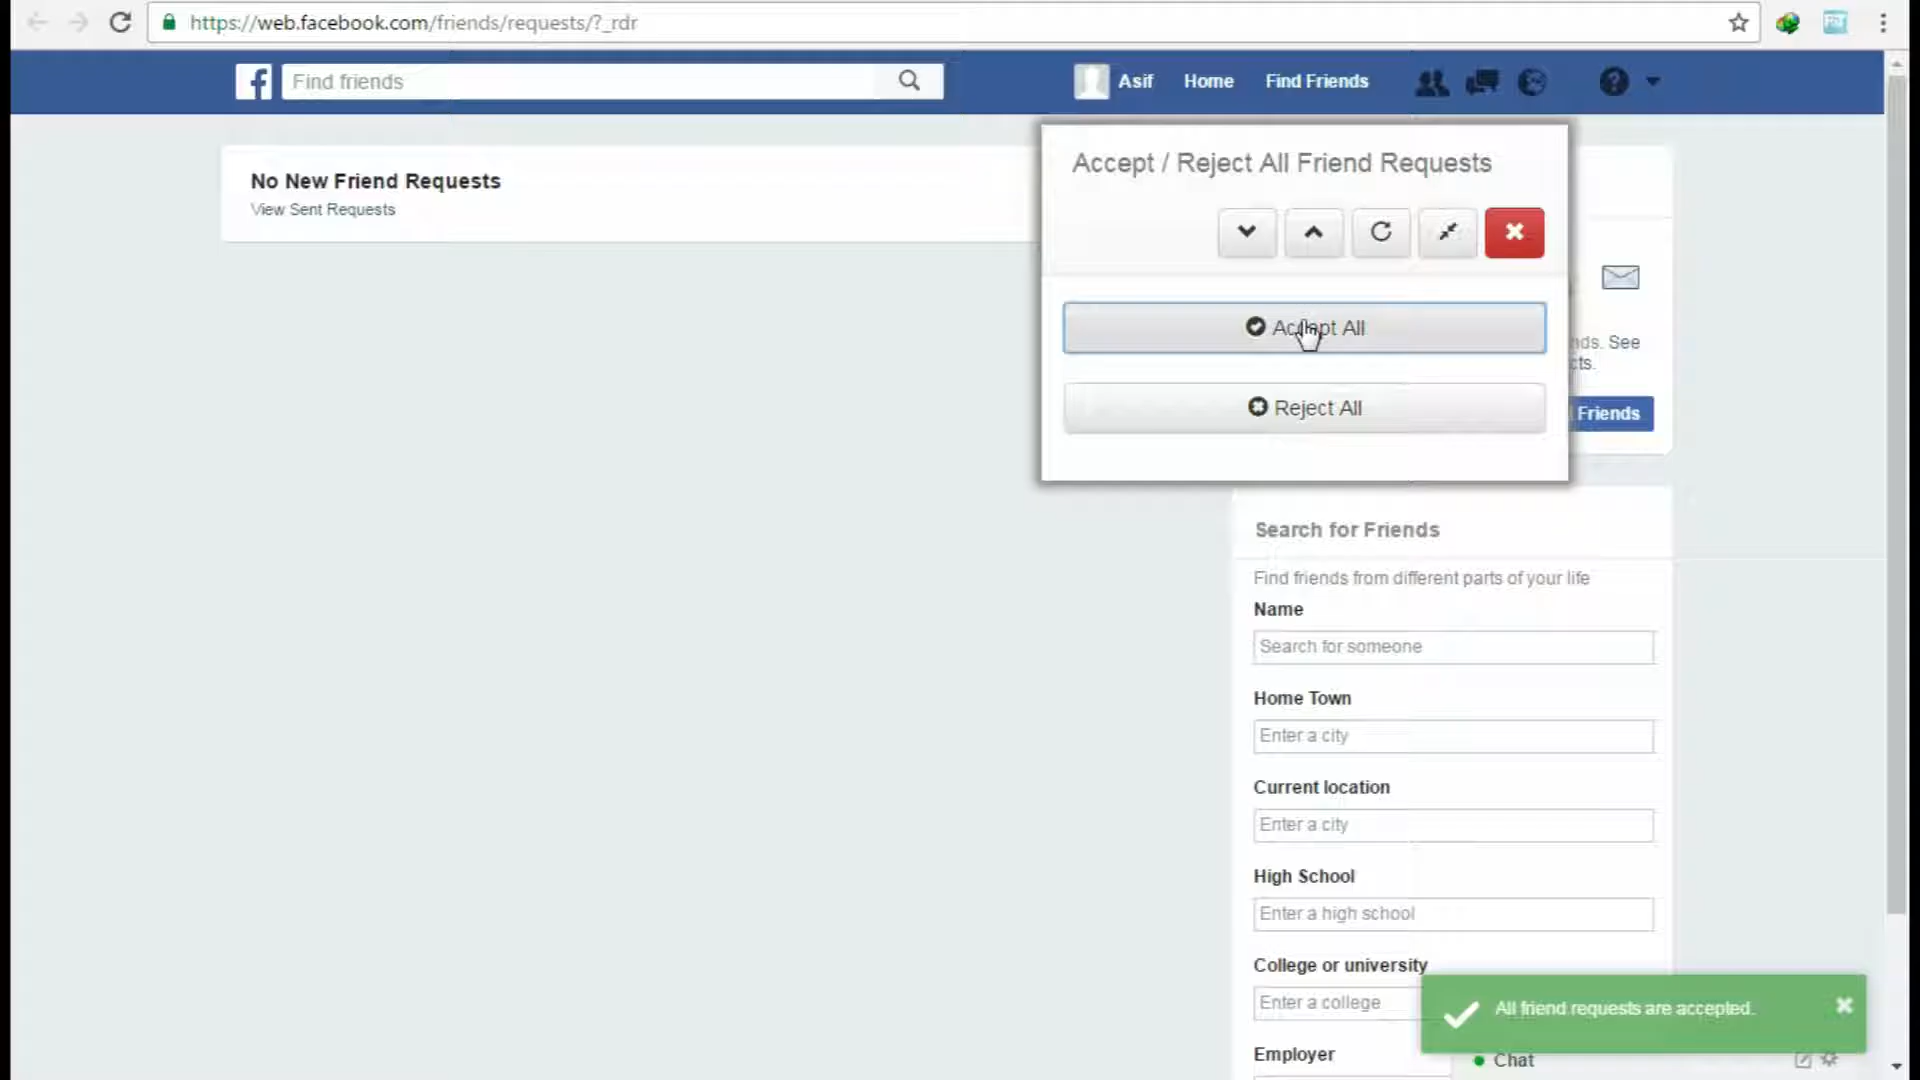 https://web.facebook.com/friends/requests/?_rdr
Find friends
Asif
Home
Find Friends
No New Friend Requests
View Sent Requests
Accept / Reject All Friend Requests
Accept All
Reject All
See
Friends
Search for Friends
Find friends from different parts of your life
Name
Search for someone
Home Town
Enter a city
Current location
Enter a city
High School
Enter a high school
College or university
Enter a college
All friend requests are accepted.
Employer
Chat